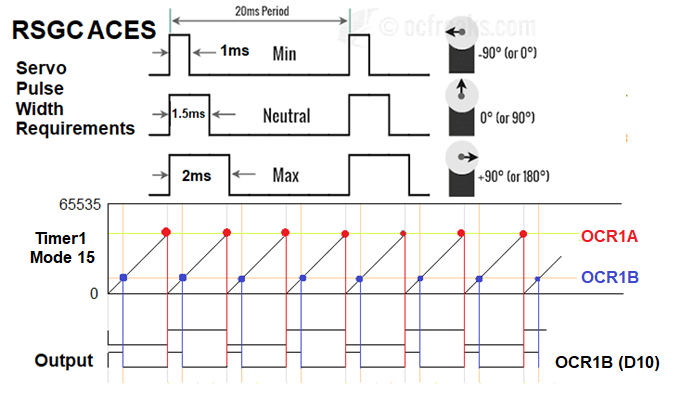 20ms Period
© ocfreaks.com
RSGC ACES
1ms
Min
-90° (or 0°)
Servo
Pulse
Width
Requirements
1.5ms
Neutral
0° (or 90°)
2ms
Max
+90° (or 180°)
65535
Timer1
Mode 15
OCR1A
OCR1B
0
Output
OCR1B (D10)